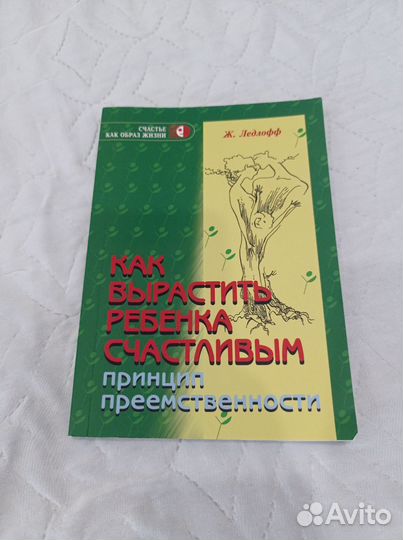 СЧАСТЬЕ
КАК ОБРАЗ ЖИЗНИ
Ж. Ледлофф
КАК
ВЫРАСТИТЬ
РЕБЕНКА
СЧАСТЛИВЫМ
принцип
преемственности
Avito